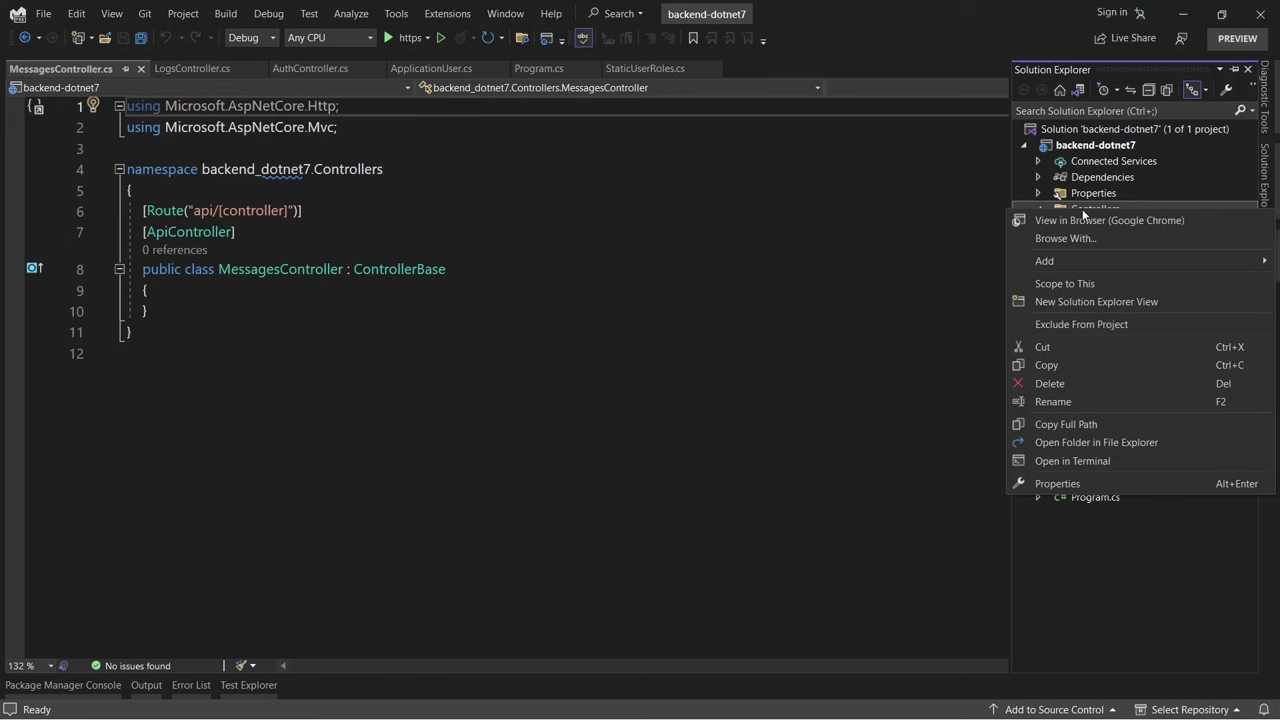 File Edit View Git Project Build Debug Test Analyze Tools Extensions Window Help Search backend-dotnet7 Sign in
Debug Any CPU https abc Live Share PREVIEW
MessagesController.cs LogsController.cs AuthController.cs ApplicationUser.cs Program.cs StaticUserRoles.cs
backend-dotnet7 backend_dotnet7.Controllers.MessagesController
1 using Microsoft.AspNetCore.Http;
2 using Microsoft.AspNetCore.Mvc;
3
4 namespace backend_dotnet7.Controllers
5 {
6 [Route("api/[controller]")]
7 [ApiController]
0 references
8 public class MessagesController : ControllerBase
9 {
10 }
11 }
12
Solution Explorer
Search Solution Explorer (Ctrl+;)
Solution 'backend-dotnet7' (1 of 1 project)
backend-dotnet7
Connected Services
Dependencies
Properties
View in Browser (Google Chrome)
Browse With...
Add
Scope to This
New Solution Explorer View
Exclude From Project
Cut Ctrl+X
Copy Ctrl+C
Delete Del
Rename F2
Copy Full Path
Open Folder in File Explorer
Open in Terminal
Properties Alt+Enter
C# Program.cs
Diagnostic Tools
Solution Explo
132 % No issues found
Package Manager Console Output Error List Test Explorer
Ready Add to Source Control Select Repository